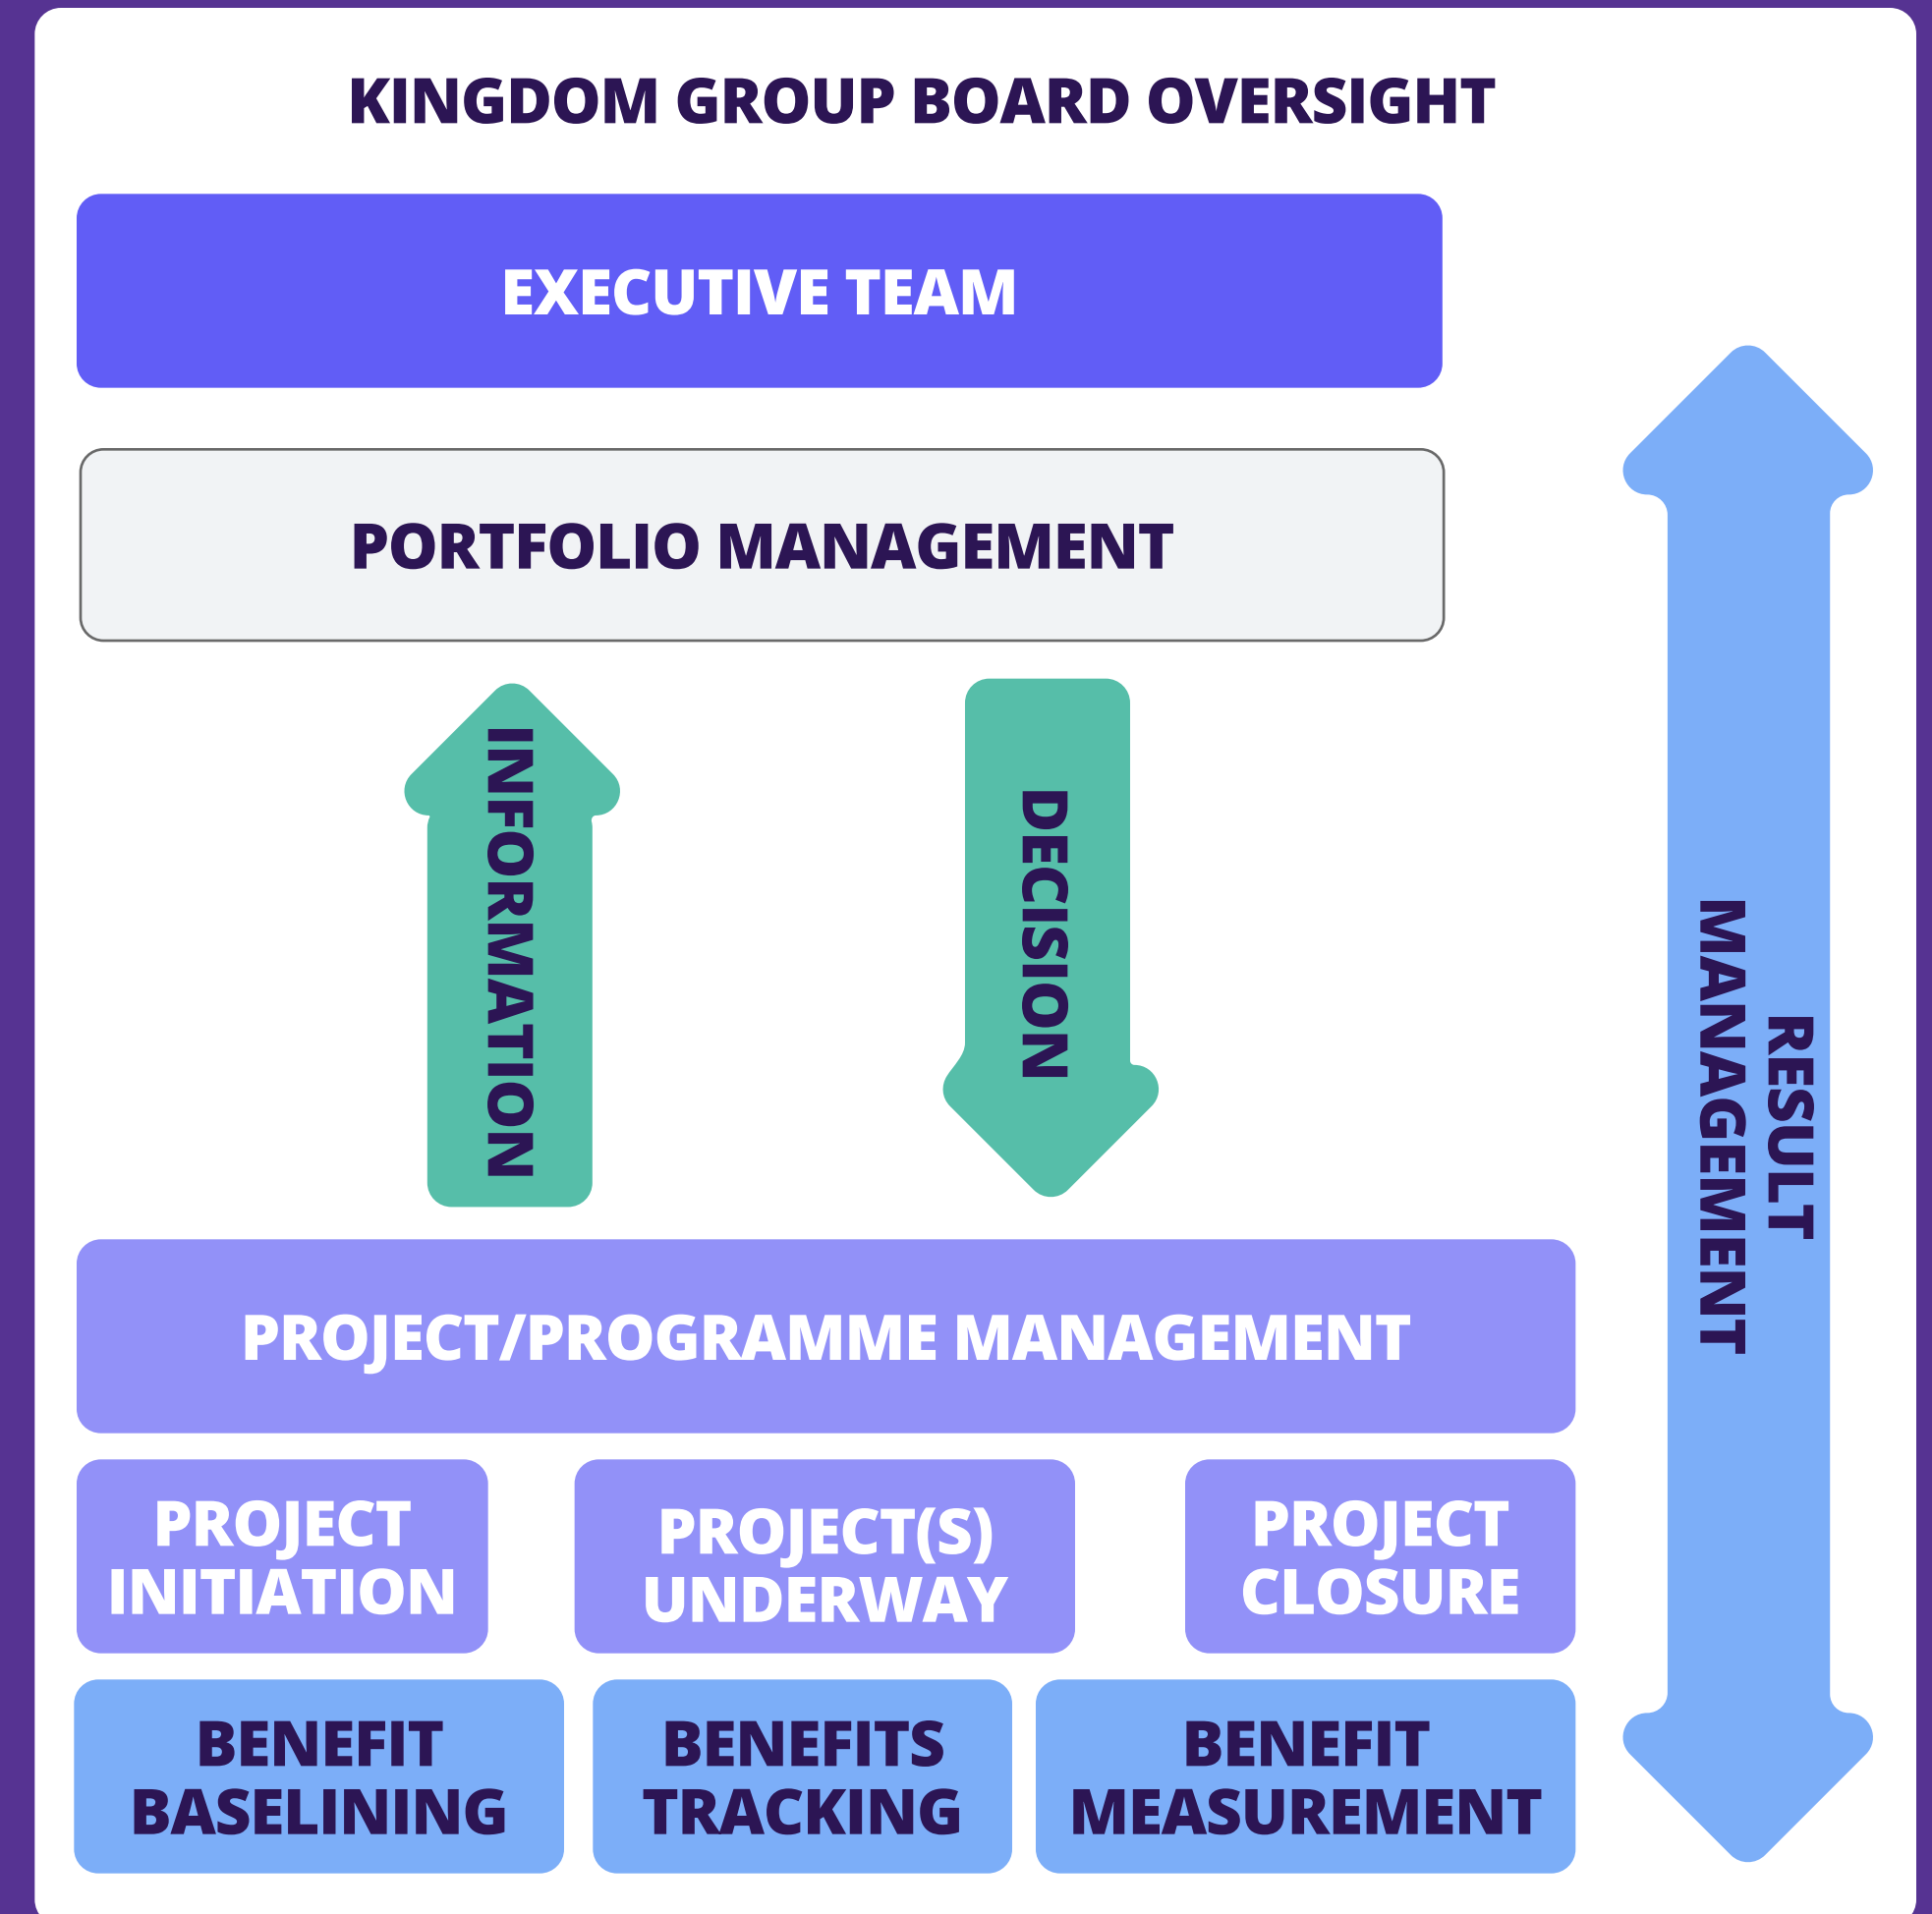 KINGDOM GROUP BOARD OVERSIGHT
EXECUTIVE TEAM
PORTFOLIO MANAGEMENT
INFORMATION
DECISION
RESULT
MANAGEMENT
PROJECT/PROGRAMME MANAGEMENT
PROJECT
INITIATION
PROJECT(S)
UNDERWAY
PROJECT
CLOSURE
BENEFIT
BASELINING
BENEFITS
TRACKING
BENEFIT
MEASUREMENT